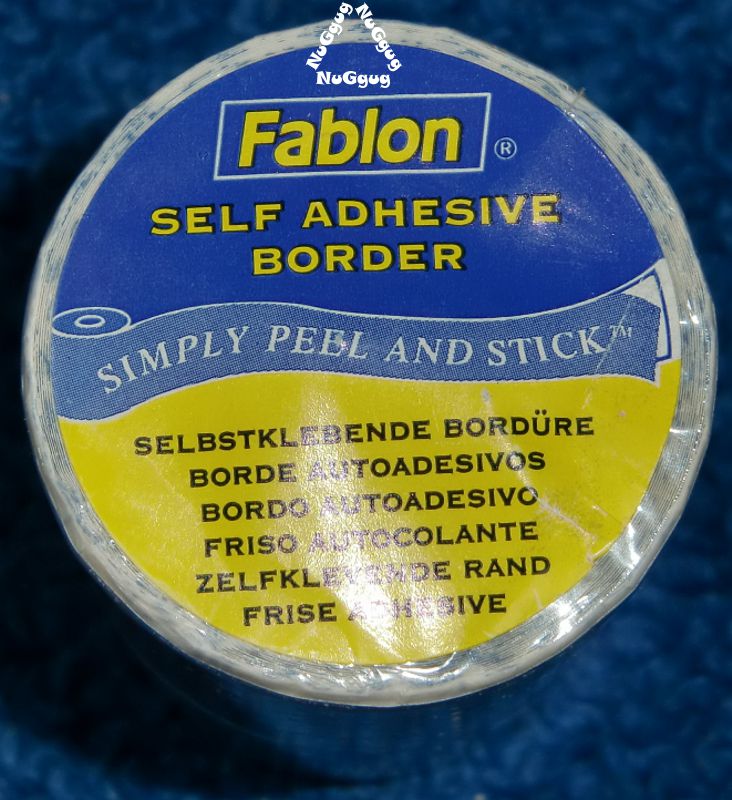 NuGgug
NuGgug
NuGgug
Fablon®
SELF ADHESIVE
BORDER
SIMPLY PEEL AND STICK™
SELBSTKLEBENDE BORDÜRE
BORDE AUTOADESIVOS
BORDO AUTOADESIVO
FRISO AUTOCOLANTE
ZELFKLEVENDE RAND
FRISE ADHESIVE